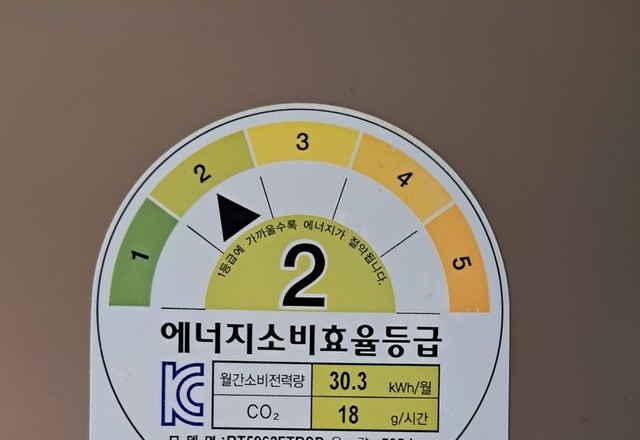 1 2 3 4 5
1등급에 가까울수록 에너지가 절약됩니다.
2
에너지소비효율등급
월간소비전력량 30.3 kWh/월
CO₂ 18 g/시간